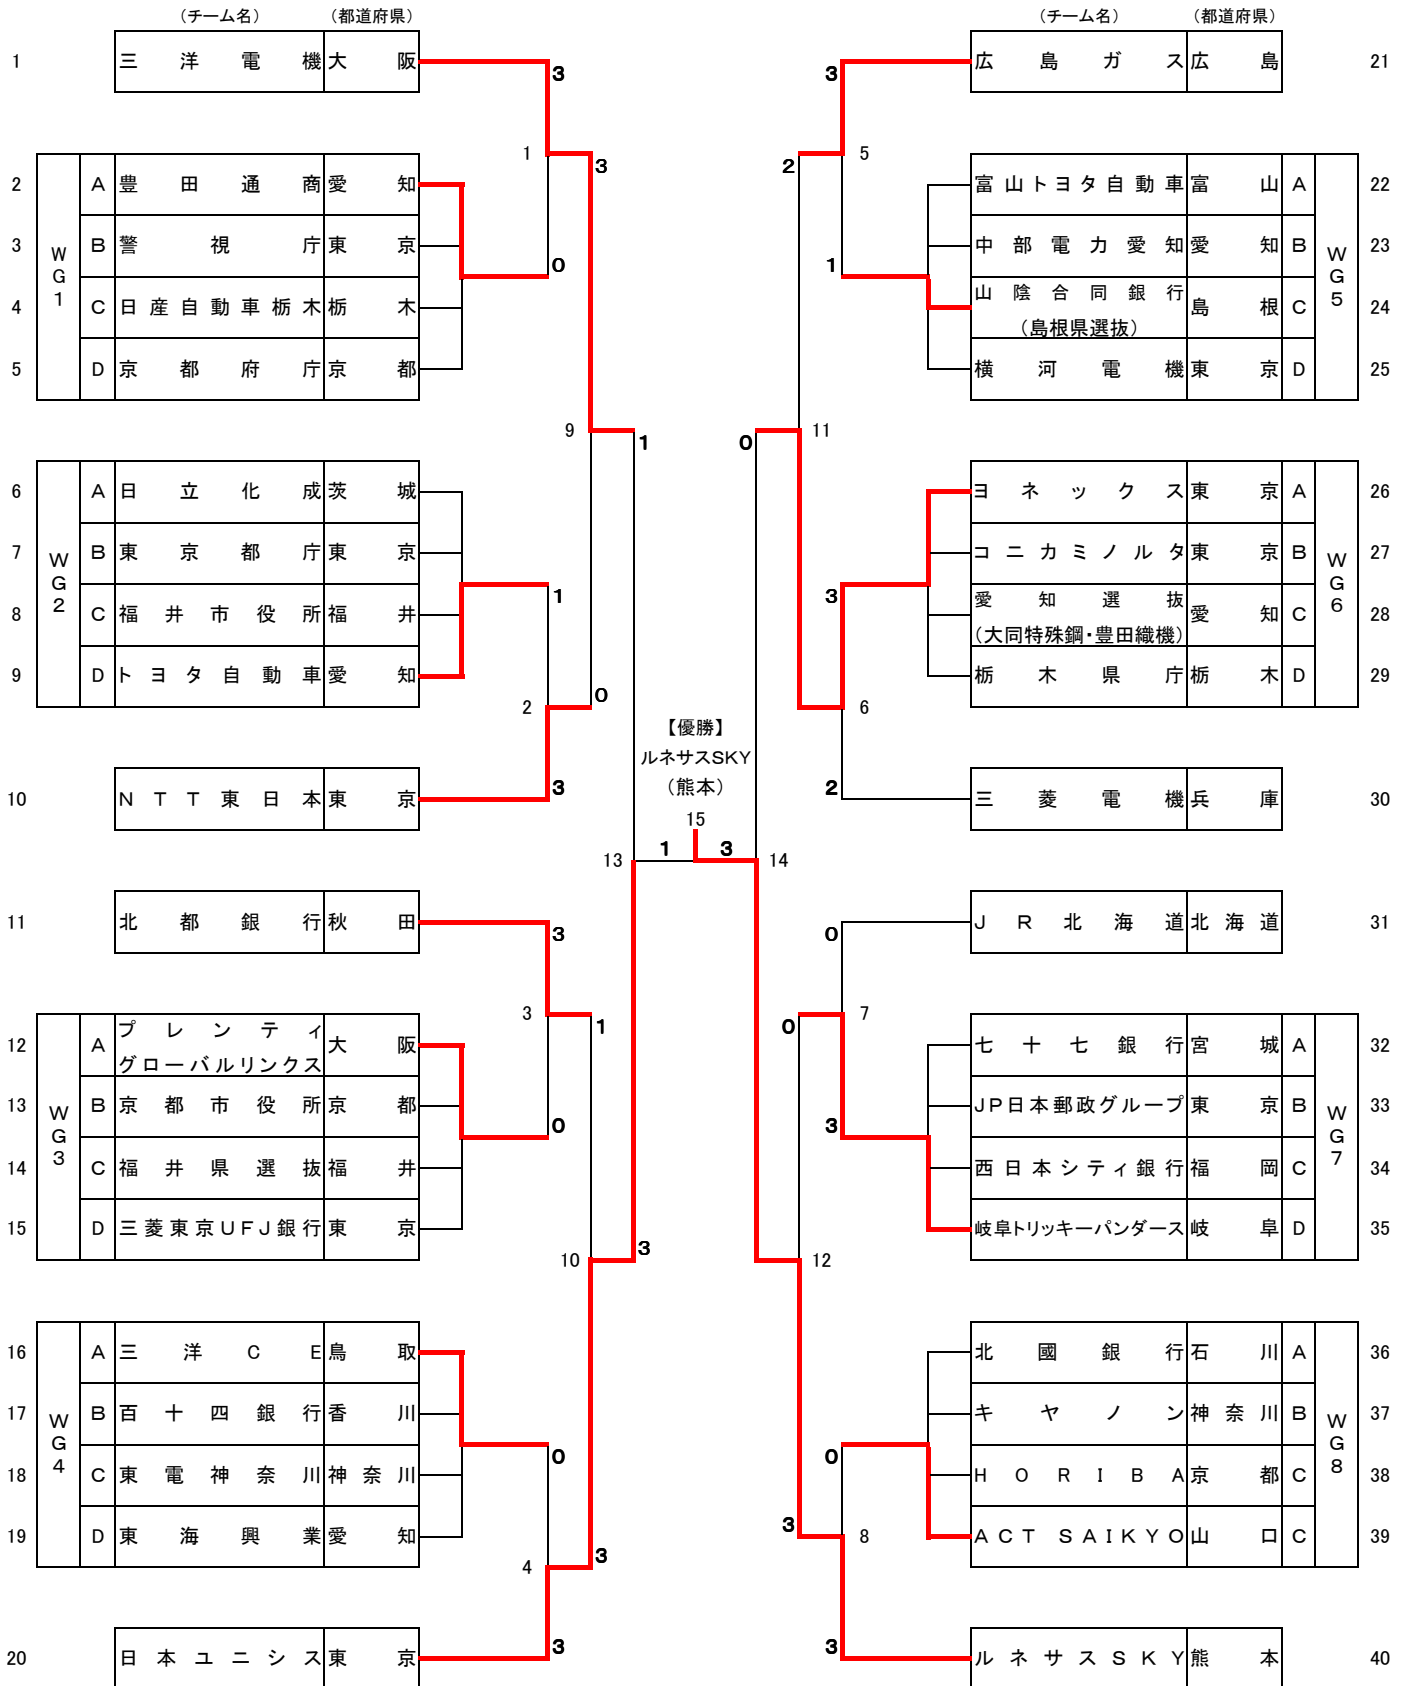 （チーム名）（都道府県）
1 三洋電機 大阪
WG1
2 A 豊田通商 愛知
3 B 警視庁 東京
4 C 日産自動車栃木 栃木
5 D 京都府庁 京都
WG2
6 A 日立化成 茨城
7 B 東京都庁 東京
8 C 福井市役所 福井
9 D トヨタ自動車 愛知
10 NTT東日本 東京
11 北都銀行 秋田
WG3
12 A プレンティ
グローバルリンクス 大阪
13 B 京都市役所 京都
14 C 福井県選抜 福井
15 D 三菱東京UFJ銀行 東京
WG4
16 A 三洋CE 鳥取
17 B 百十四銀行 香川
18 C 東電神奈川 神奈川
19 D 東海興業 愛知
20 日本ユニシス 東京
3
1
3
0
9
1
1
2
0
3
13
3
3
1
0
10
3
0
4
3
3
【優勝】
ルネサスSKY
（熊本）
15
1 3
3
2
5
1
0
11
3
6
2
14
0
0
7
3
12
0
3
8
3
（チーム名）（都道府県）
広島ガス 広島 21
富山トヨタ自動車 富山 A 22
中部電力愛知 愛知 B 23
山陰合同銀行
（島根県選抜） 島根 C 24
横河電機 東京 D 25
WG5
ヨネックス 東京 A 26
コニカミノルタ 東京 B 27
愛知選抜
（大同特殊鋼・豊田織機） 愛知 C 28
栃木県庁 栃木 D 29
WG6
三菱電機 兵庫 30
JR北海道 北海道 31
七十七銀行 宮城 A 32
JP日本郵政グループ 東京 B 33
西日本シティ銀行 福岡 C 34
岐阜トリッキーパンダース 岐阜 D 35
WG7
北國銀行 石川 A 36
キヤノン 神奈川 B 37
HORIBA 京都 C 38
ACT SAIKYO 山口 C 39
WG8
ルネサスSKY 熊本 40